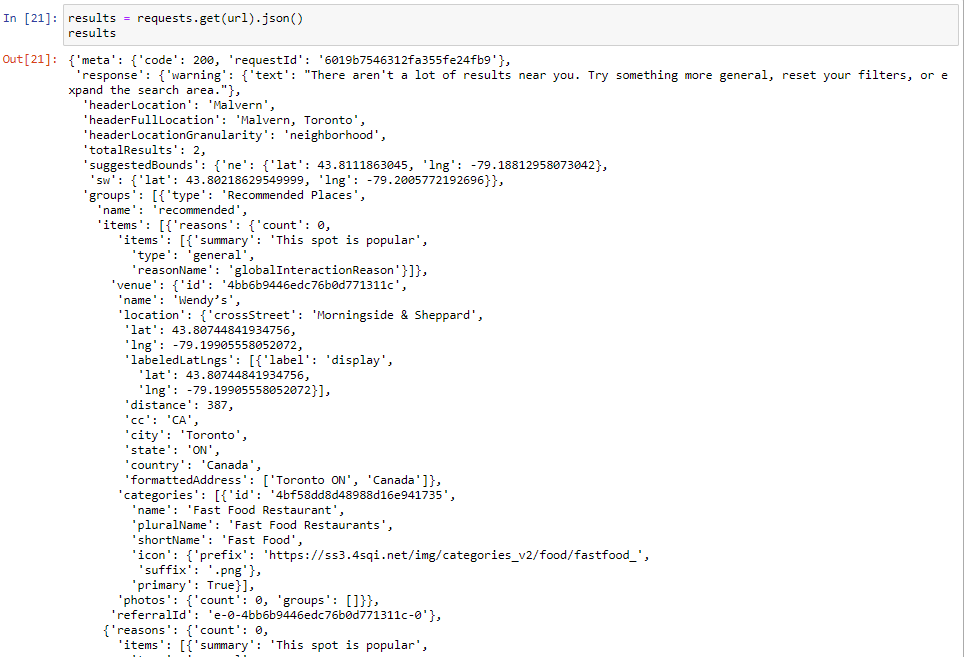 In [21]: results = requests.get(url).json()
results
Out[21]: {'meta': {'code': 200, 'requestId': '6019b7546312fa355fe24fb9'},
'response': {'warning': {'text': "There aren't a lot of results near you. Try something more general, reset your filters, or e
xpand the search area."},
'headerLocation': 'Malvern',
'headerFullLocation': 'Malvern, Toronto',
'headerLocationGranularity': 'neighborhood',
'totalResults': 2,
'suggestedBounds': {'ne': {'lat': 43.8111863045, 'lng': -79.18812958073042},
'sw': {'lat': 43.80218629549999, 'lng': -79.2005772192696}},
'groups': [{'type': 'Recommended Places',
'name': 'recommended',
'items': [{'reasons': {'count': 0,
'items': [{'summary': 'This spot is popular',
'type': 'general',
'reasonName': 'globalInteractionReason'}]},
'venue': {'id': '4bb6b9446edc76b0d771311c',
'name': 'Wendy’s',
'location': {'crossStreet': 'Morningside & Sheppard',
'lat': 43.80744841934756,
'lng': -79.19905558052072,
'labeledLatLngs': [{'label': 'display',
'lat': 43.80744841934756,
'lng': -79.19905558052072}],
'distance': 387,
'cc': 'CA',
'city': 'Toronto',
'state': 'ON',
'country': 'Canada',
'formattedAddress': ['Toronto ON', 'Canada']},
'categories': [{'id': '4bf58dd8d48988d16e941735',
'name': 'Fast Food Restaurant',
'pluralName': 'Fast Food Restaurants',
'shortName': 'Fast Food',
'icon': {'prefix': 'https://ss3.4sqi.net/img/categories_v2/food/fastfood_',
'suffix': '.png'},
'primary': True}],
'photos': {'count': 0, 'groups': []}},
'referralId': 'e-0-4bb6b9446edc76b0d771311c-0'},
{'reasons': {'count': 0,
'items': [{'summary': 'This spot is popular',